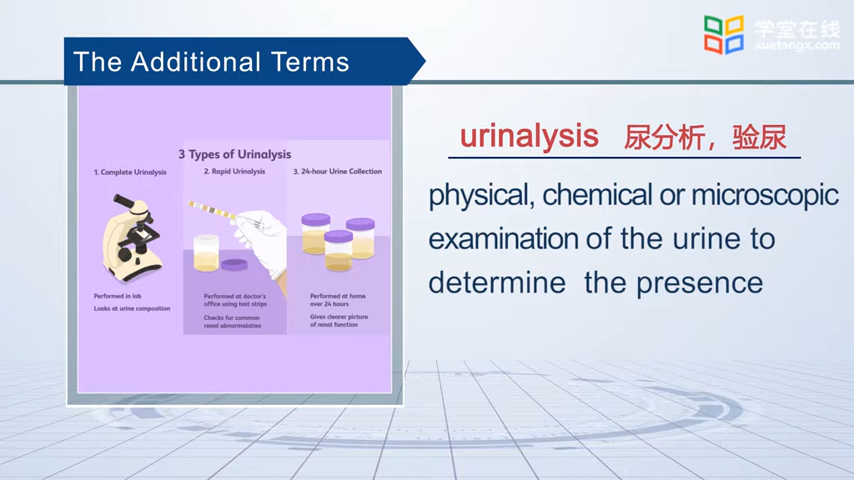 学堂在线
xuetangx.com
The Additional Terms
3 Types of Urinalysis
1. Complete Urinalysis
2. Rapid Urinalysis
3. 24-hour Urine Collection
Performed in lab
Looks at urine composition
Performed at doctor's
office using test strips
Checks for common
renal abnormalaties
Performed at home
over 24 hours
Gives clearer picture
of renal function
urinalysis 尿分析，验尿
physical, chemical or microscopic
examination of the urine to
determine the presence